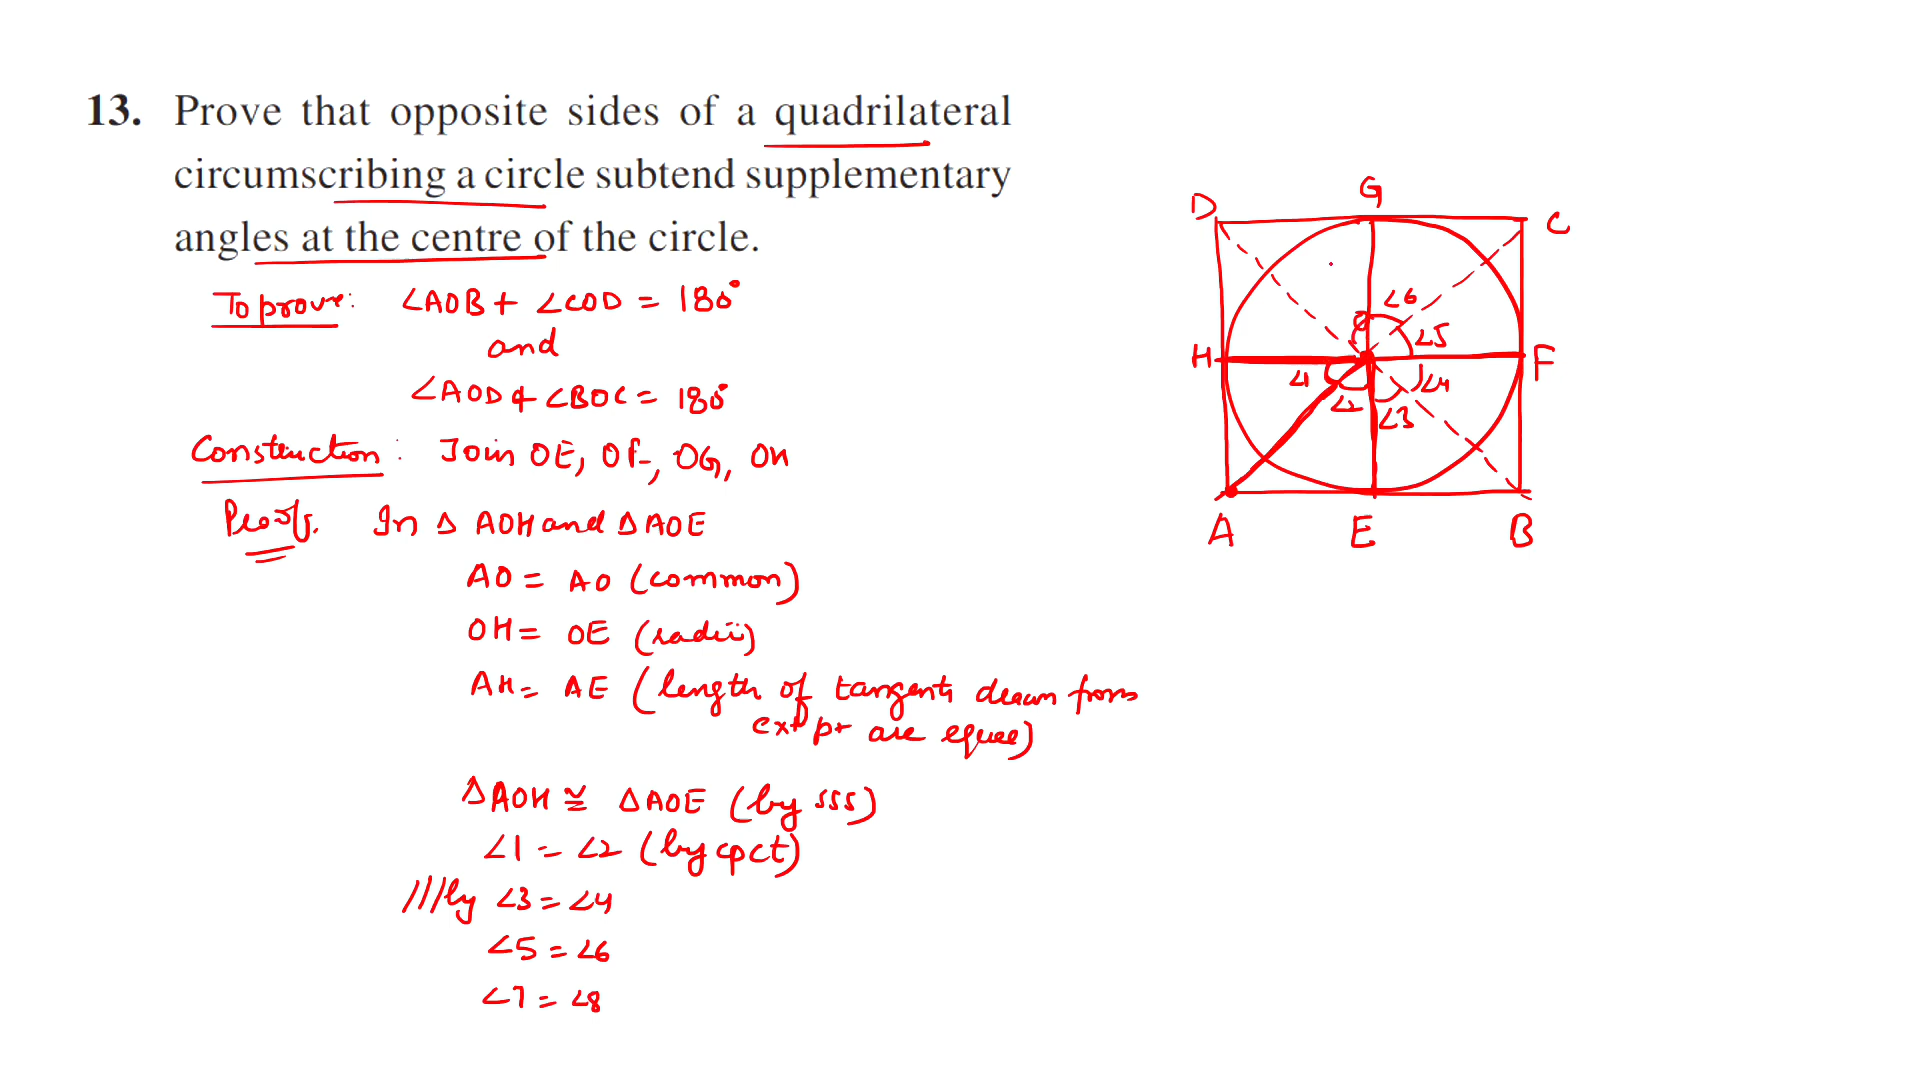 13. Prove that opposite sides of a quadrilateral
circumscribing a circle subtend supplementary
angles at the centre of the circle.
To prove: ∠AOB + ∠COD = 180°
and
∠AOD + ∠BOC = 180°
Construction: Join OE, OF, OG, OH
Proof. In Δ AOH and Δ AOE
AO = AO (common)
OH = OE (radii)
AH = AE (length of tangents drawn from
ext pt are equal)
Δ AOH ≅ Δ AOE (by SSS)
∠1 = ∠2 (by cpct)
///ly ∠3 = ∠4
∠5 = ∠6
∠7 = ∠8
D G C
∠6
O ∠5
H F
∠1 ∠4
∠2 ∠3
A E B